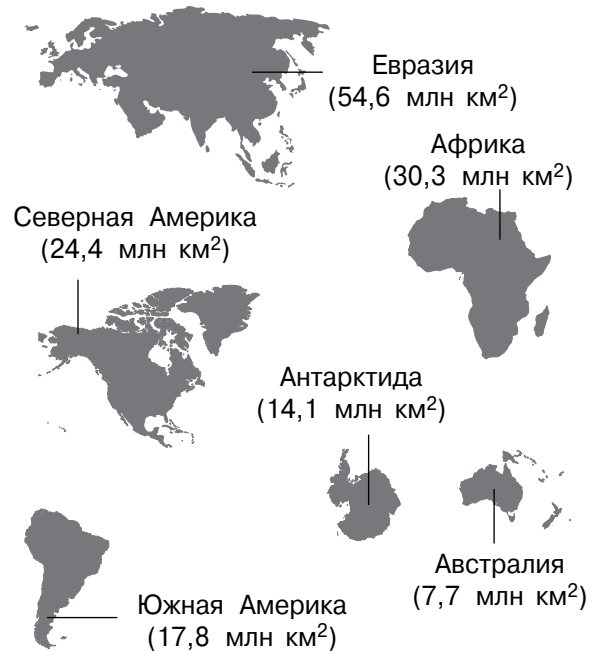 Евразия
(54,6 млн км²)
Африка
(30,3 млн км²)
Северная Америка
(24,4 млн км²)
Антарктида
(14,1 млн км²)
Австралия
(7,7 млн км²)
Южная Америка
(17,8 млн км²)